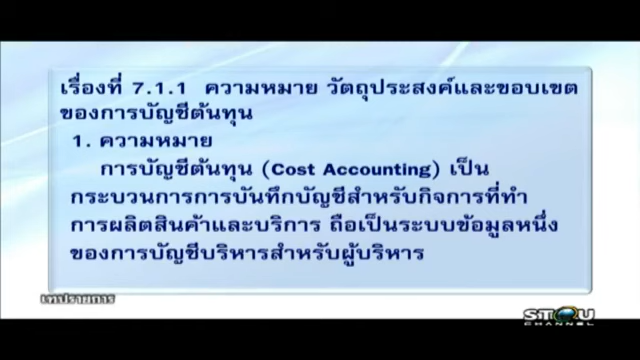 เรื่องที่ 7.1.1 ความหมาย วัตถุประสงค์และขอบเขต
ของการบัญชีต้นทุน
1. ความหมาย
การบัญชีต้นทุน (Cost Accounting) เป็น
กระบวนการการบันทึกบัญชีสำหรับกิจการที่ทำ
การผลิตสินค้าและบริการ ถือเป็นระบบข้อมูลหนึ่ง
ของการบัญชีบริหารสำหรับผู้บริหาร
เทปรายการ
STOU
CHANNEL